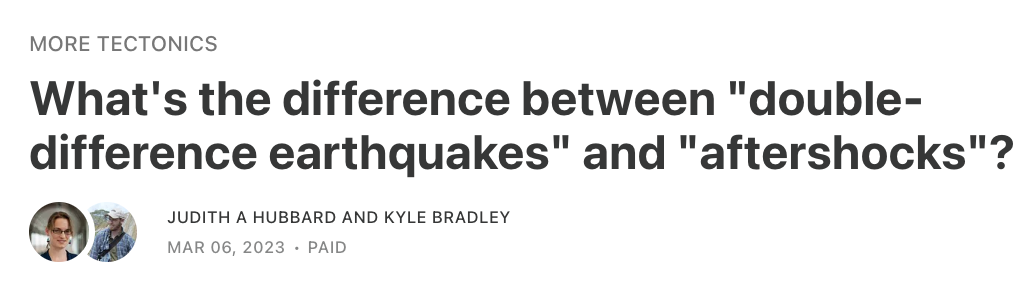 MORE TECTONICS
What's the difference between "double-
difference earthquakes" and "aftershocks"?
JUDITH A HUBBARD AND KYLE BRADLEY
MAR 06, 2023 • PAID